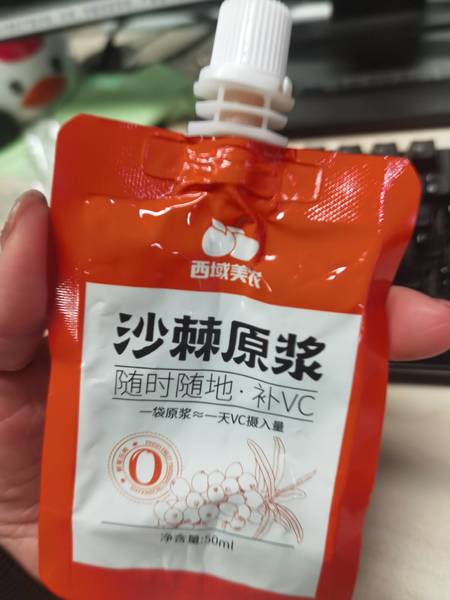 西域美农
沙棘原浆
随时随地·补VC
一袋原浆≈一天VC摄入量
0
净含量:50ml